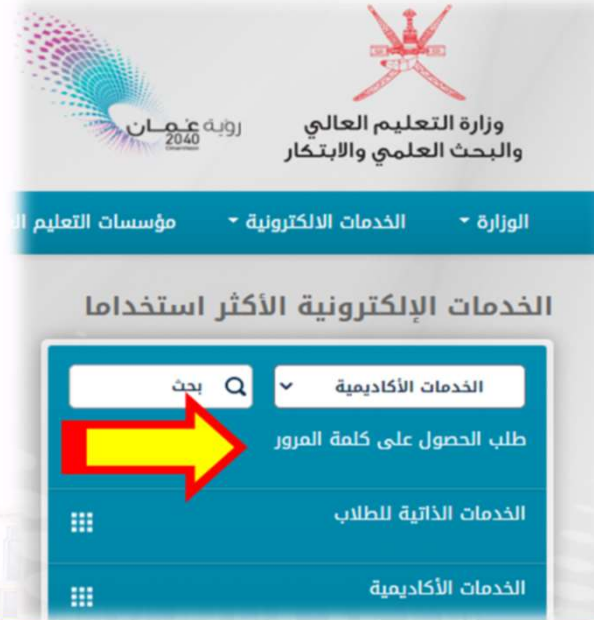 رؤية عُمان
2040
وزارة التعليم العالي
والبحث العلمي والابتكار
الوزارة
الخدمات الالكترونية
مؤسسات التعليم
الخدمات الإلكترونية الأكثر استخداما
الخدمات الأكاديمية
بحث
طلب الحصول على كلمة المرور
الخدمات الذاتية للطلاب
الخدمات الأكاديمية